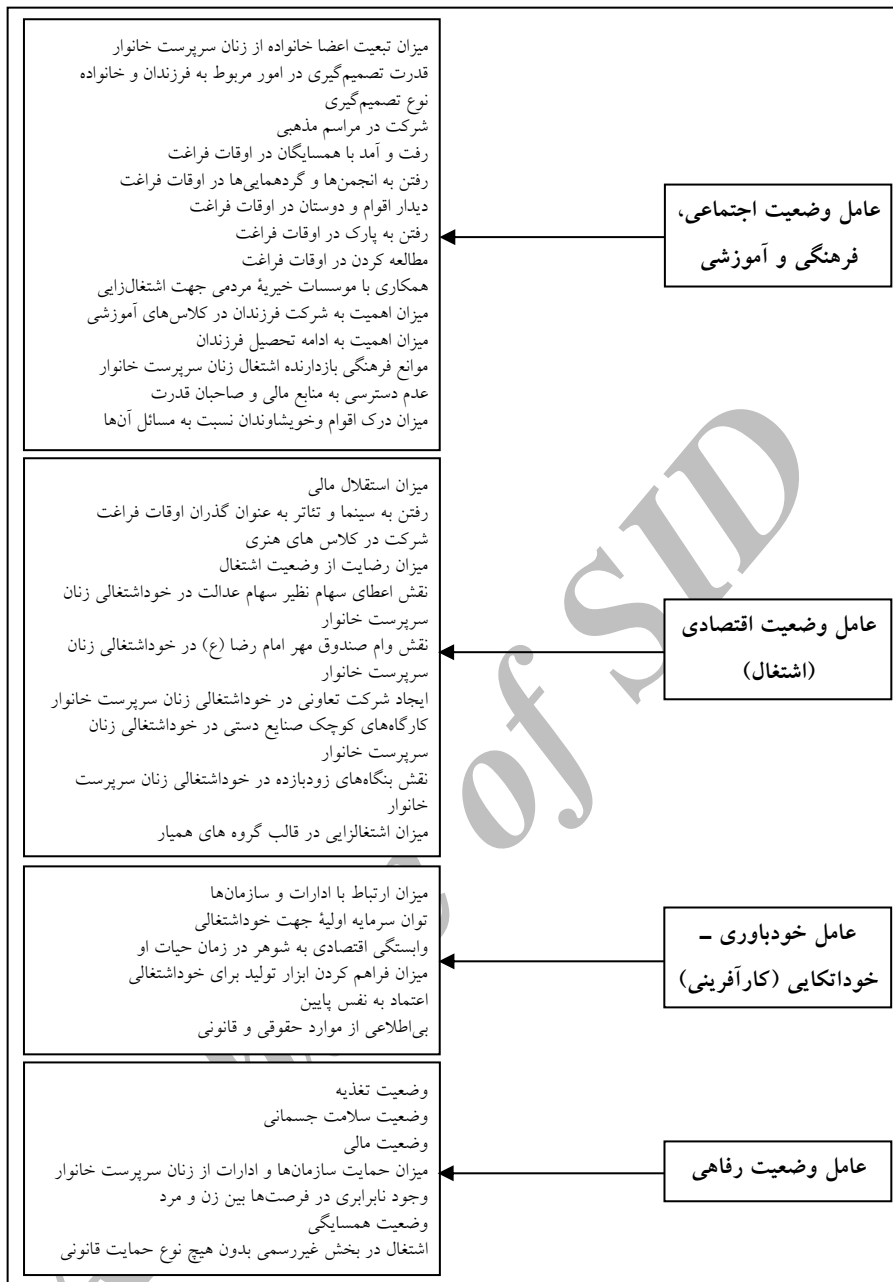 عامل وضعیت اجتماعی،
فرهنگی و آموزشی
میزان تبعیت اعضا خانواده از زنان سرپرست خانوار
قدرت تصمیم‌گیری در امور مربوط به فرزندان و خانواده
نوع تصمیم‌گیری
شرکت در مراسم مذهبی
رفت و آمد با همسایگان در اوقات فراغت
رفتن به انجمن‌ها و گردهمایی‌ها در اوقات فراغت
دیدار اقوام و دوستان در اوقات فراغت
رفتن به پارک در اوقات فراغت
مطالعه کردن در اوقات فراغت
همکاری با موسسات خیریهٔ مردمی جهت اشتغال‌زایی
میزان اهمیت به شرکت فرزندان در کلاس‌های آموزشی
میزان اهمیت به ادامه تحصیل فرزندان
موانع فرهنگی بازدارنده اشتغال زنان سرپرست خانوار
عدم دسترسی به منابع مالی و صاحبان قدرت
میزان درک اقوام وخویشاوندان نسبت به مسائل آن‌ها
عامل وضعیت اقتصادی
(اشتغال)
میزان استقلال مالی
رفتن به سینما و تئاتر به عنوان گذران اوقات فراغت
شرکت در کلاس های هنری
میزان رضایت از وضعیت اشتغال
نقش اعطای سهام نظیر سهام عدالت در خوداشتغالی زنان
سرپرست خانوار
نقش وام صندوق مهر امام رضا (ع) در خوداشتغالی زنان
سرپرست خانوار
ایجاد شرکت تعاونی در خوداشتغالی زنان سرپرست خانوار
کارگاه‌های کوچک صنایع دستی در خوداشتغالی زنان
سرپرست خانوار
نقش بنگاه‌های زودبازده در خوداشتغالی زنان سرپرست
خانوار
میزان اشتغالزایی در قالب گروه های همیار
عامل خودباوری –
خوداتکایی (کارآفرینی)
میزان ارتباط با ادارات و سازمان‌ها
توان سرمایه اولیهٔ جهت خوداشتغالی
وابستگی اقتصادی به شوهر در زمان حیات او
میزان فراهم کردن ابزار تولید برای خوداشتغالی
اعتماد به نفس پایین
بی‌اطلاعی از موارد حقوقی و قانونی
عامل وضعیت رفاهی
وضعیت تغذیه
وضعیت سلامت جسمانی
وضعیت مالی
میزان حمایت سازمان‌ها و ادارات از زنان سرپرست خانوار
وجود نابرابری در فرصت‌ها بین زن و مرد
وضعیت همسایگی
اشتغال در بخش غیررسمی بدون هیچ نوع حمایت قانونی
of SID